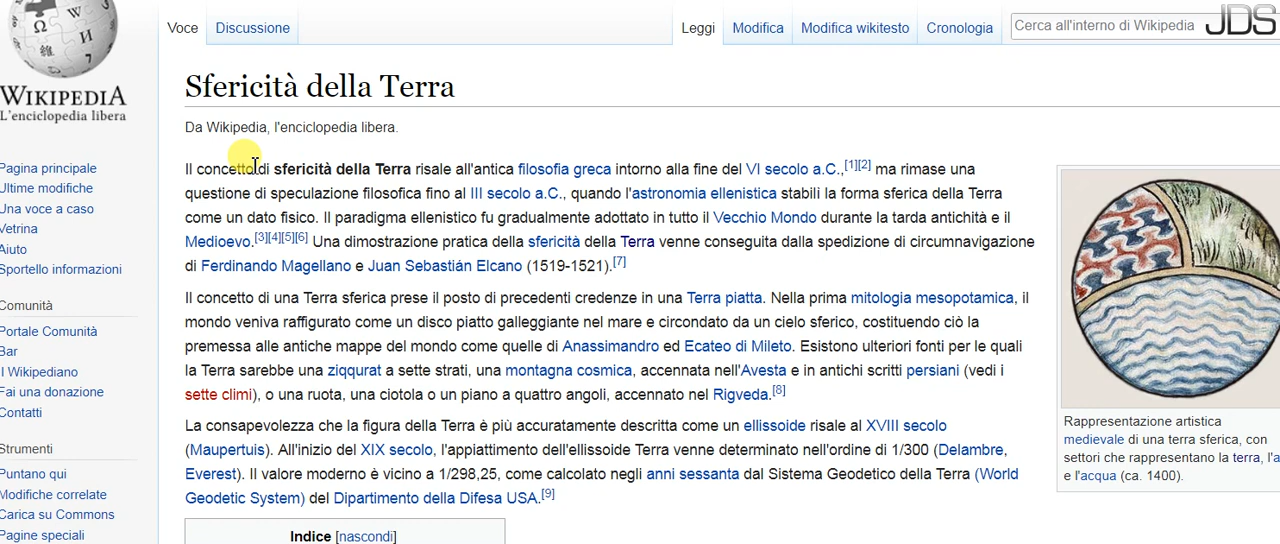 Voce
Discussione
Leggi
Modifica
Modifica wikitesto
Cronologia
Cerca all'interno di Wikipedia
JDS
WIKIPEDIA
L'enciclopedia libera
Pagina principale
Ultime modifiche
Una voce a caso
Vetrina
Aiuto
Sportello informazioni
Comunità
Portale Comunità
Bar
Il Wikipediano
Fai una donazione
Contatti
Strumenti
Puntano qui
Modifiche correlate
Carica su Commons
Pagine speciali
Sfericità della Terra
Da Wikipedia, l'enciclopedia libera.
Il concetto di sfericità della Terra risale all'antica filosofia greca intorno alla fine del VI secolo a.C.,[1][2] ma rimase una
questione di speculazione filosofica fino al III secolo a.C., quando l'astronomia ellenistica stabilì la forma sferica della Terra
come un dato fisico. Il paradigma ellenistico fu gradualmente adottato in tutto il Vecchio Mondo durante la tarda antichità e il
Medioevo.[3][4][5][6] Una dimostrazione pratica della sfericità della Terra venne conseguita dalla spedizione di circumnavigazione
di Ferdinando Magellano e Juan Sebastián Elcano (1519-1521).[7]
Il concetto di una Terra sferica prese il posto di precedenti credenze in una Terra piatta. Nella prima mitologia mesopotamica, il
mondo veniva raffigurato come un disco piatto galleggiante nel mare e circondato da un cielo sferico, costituendo ciò la
premessa alle antiche mappe del mondo come quelle di Anassimandro ed Ecateo di Mileto. Esistono ulteriori fonti per le quali
la Terra sarebbe una ziqqurat a sette strati, una montagna cosmica, accennata nell'Avesta e in antichi scritti persiani (vedi i
sette climi), o una ruota, una ciotola o un piano a quattro angoli, accennato nel Rigveda.[8]
La consapevolezza che la figura della Terra è più accuratamente descritta come un ellissoide risale al XVIII secolo
(Maupertuis). All'inizio del XIX secolo, l'appiattimento dell'ellissoide Terra venne determinato nell'ordine di 1/300 (Delambre,
Everest). Il valore moderno è vicino a 1/298,25, come calcolato negli anni sessanta dal Sistema Geodetico della Terra (World
Geodetic System) del Dipartimento della Difesa USA.[9]
Indice [nascondi]
Rappresentazione artistica
medievale di una terra sferica, con
settori che rappresentano la terra, l'a
e l'acqua (ca. 1400).